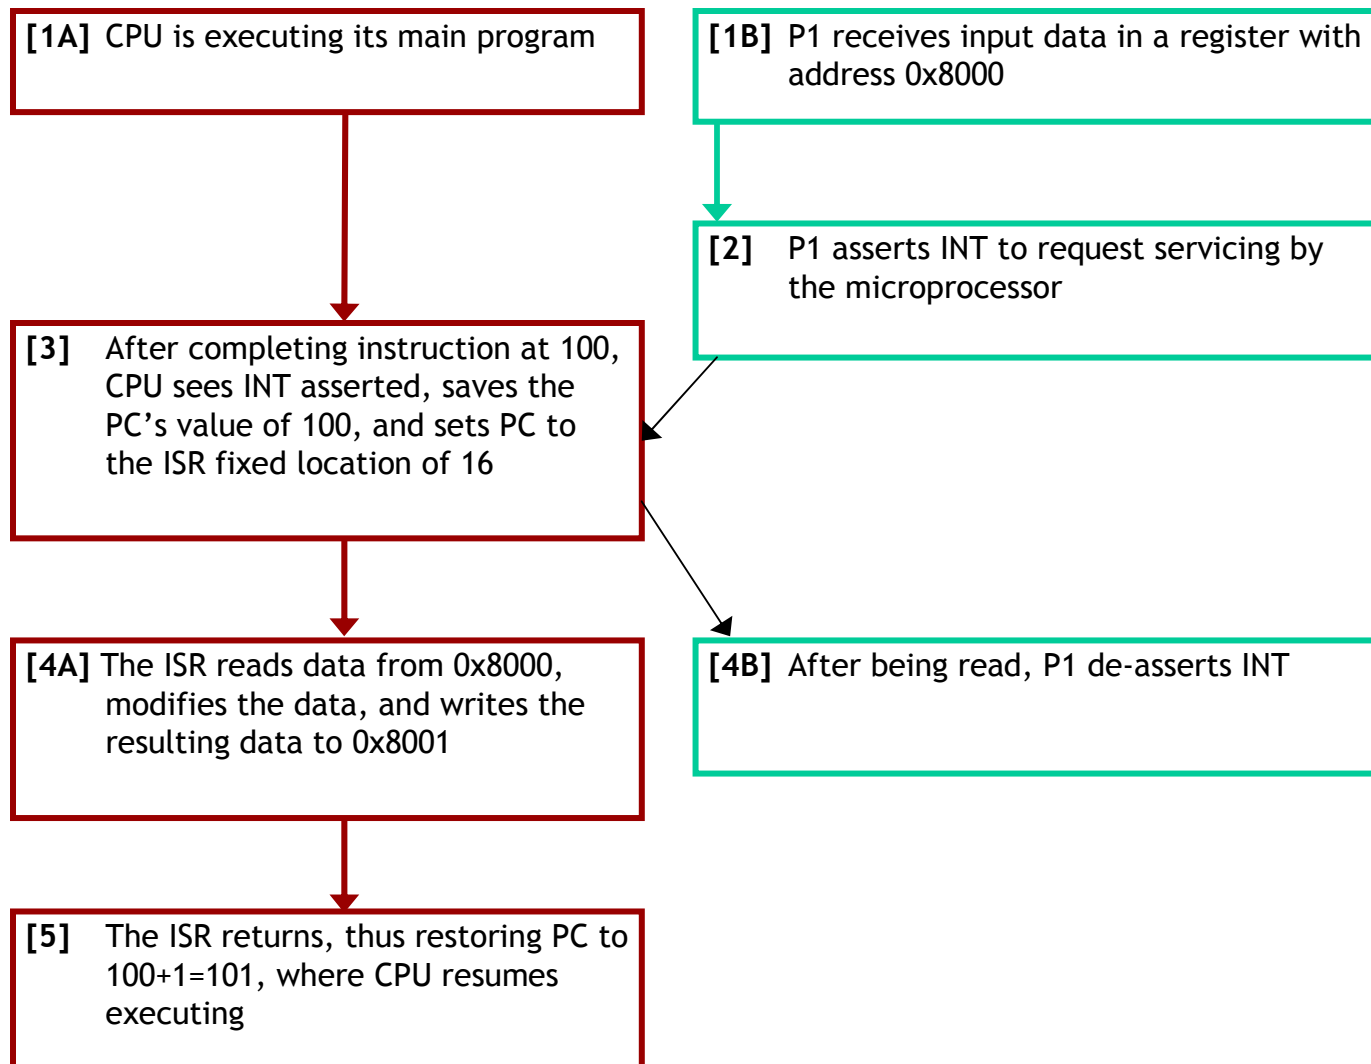 [1A] CPU is executing its main program
[1B] P1 receives input data in a register with
address 0x8000
[2] P1 asserts INT to request servicing by
the microprocessor
[3] After completing instruction at 100,
CPU sees INT asserted, saves the
PC’s value of 100, and sets PC to
the ISR fixed location of 16
[4A] The ISR reads data from 0x8000,
modifies the data, and writes the
resulting data to 0x8001
[4B] After being read, P1 de-asserts INT
[5] The ISR returns, thus restoring PC to
100+1=101, where CPU resumes
executing